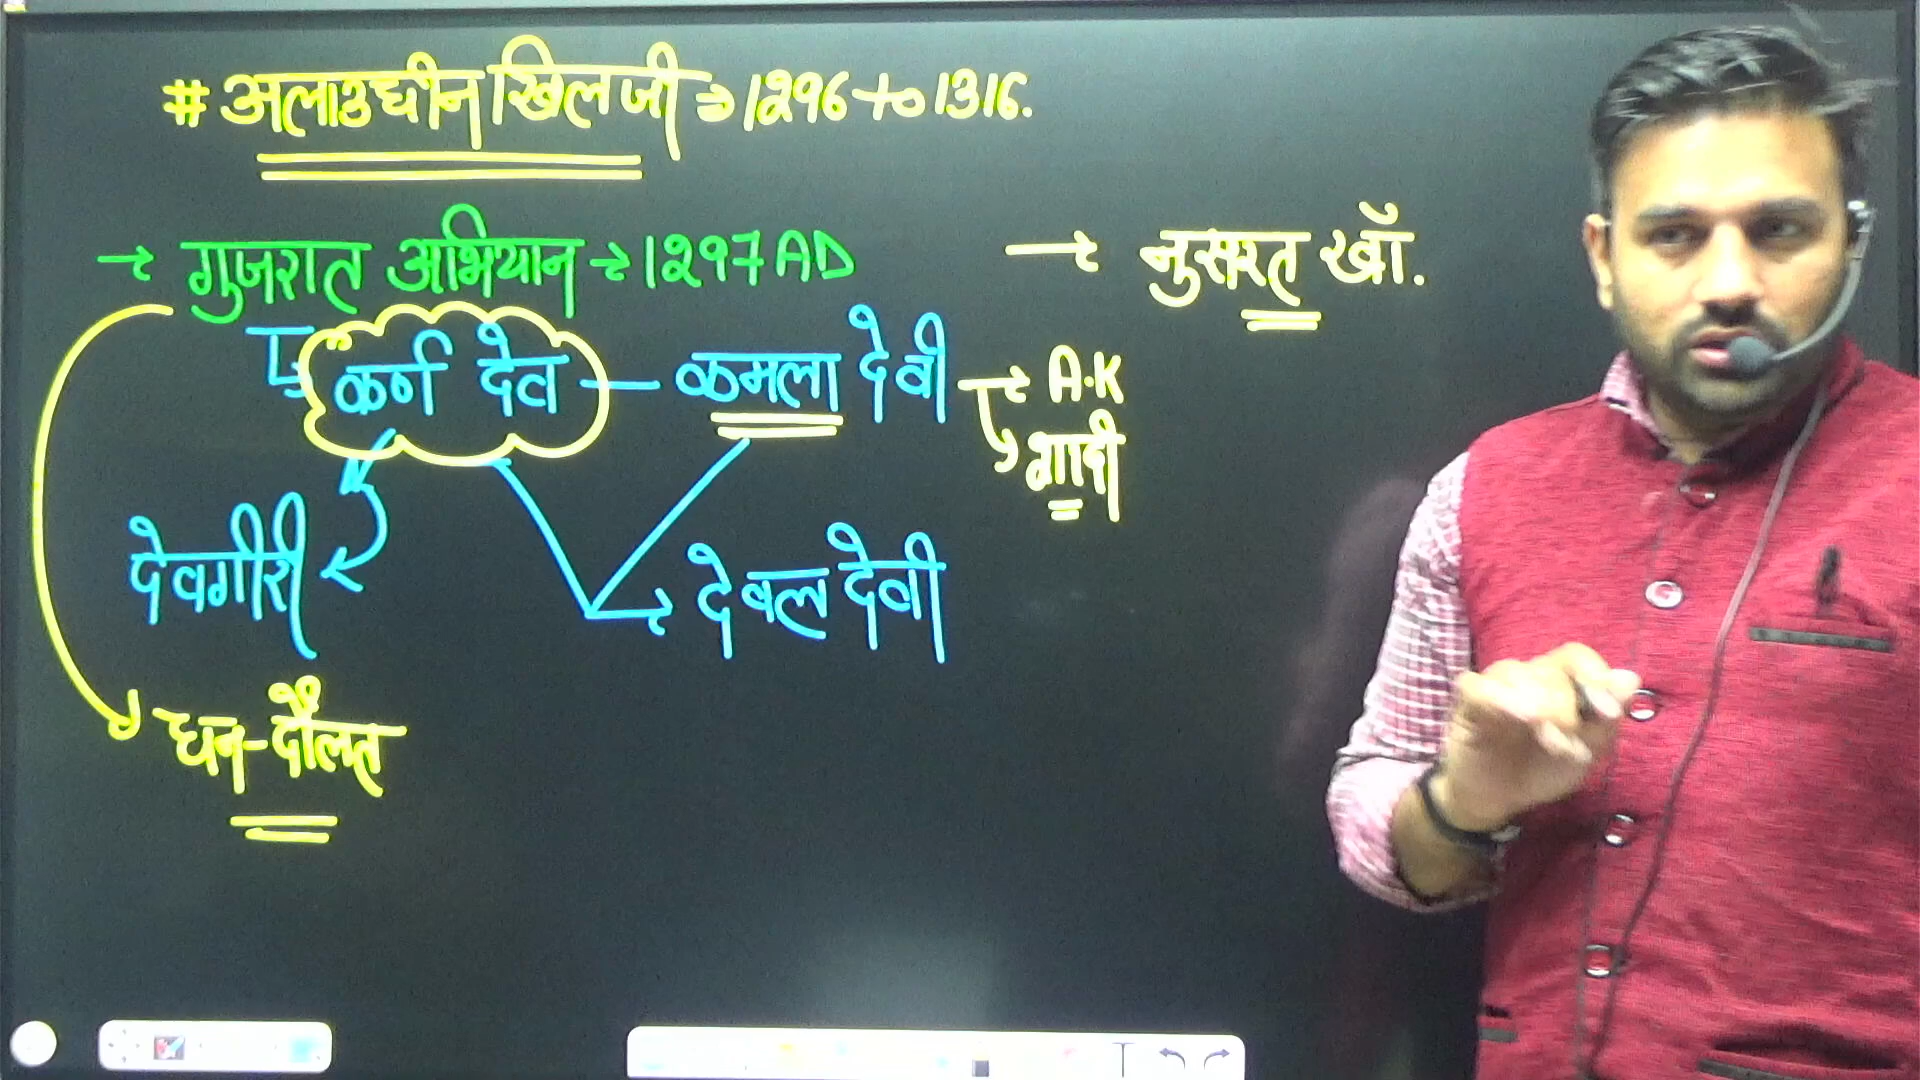 # अलाउद्दीन खिलजी ⇒ 1296 to 1316.
→ गुजरात अभियान → 1297 AD → नुसरत खाँ.
कर्ण देव — कमला देवी → A.K
शादी
देवगीरी
देवल देवी
धन-दौलत